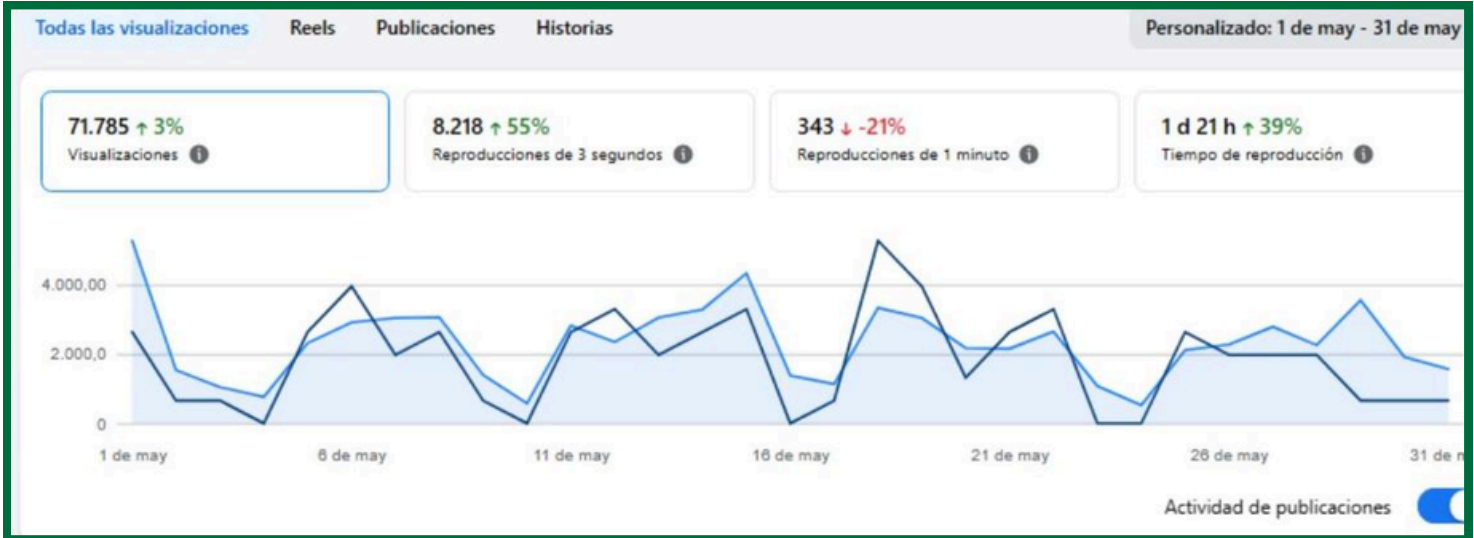 Todas las visualizaciones Reels Publicaciones Historias Personalizado: 1 de may - 31 de may
71.785 ↑ 3% 8.218 ↑ 55% 343 ↓ -21% 1 d 21 h ↑ 39%
Visualizaciones Reproducciones de 3 segundos Reproducciones de 1 minuto Tiempo de reproducción
4.000,00
2.000,0
0
1 de may 6 de may 11 de may 16 de may 21 de may 26 de may 31 de
Actividad de publicaciones